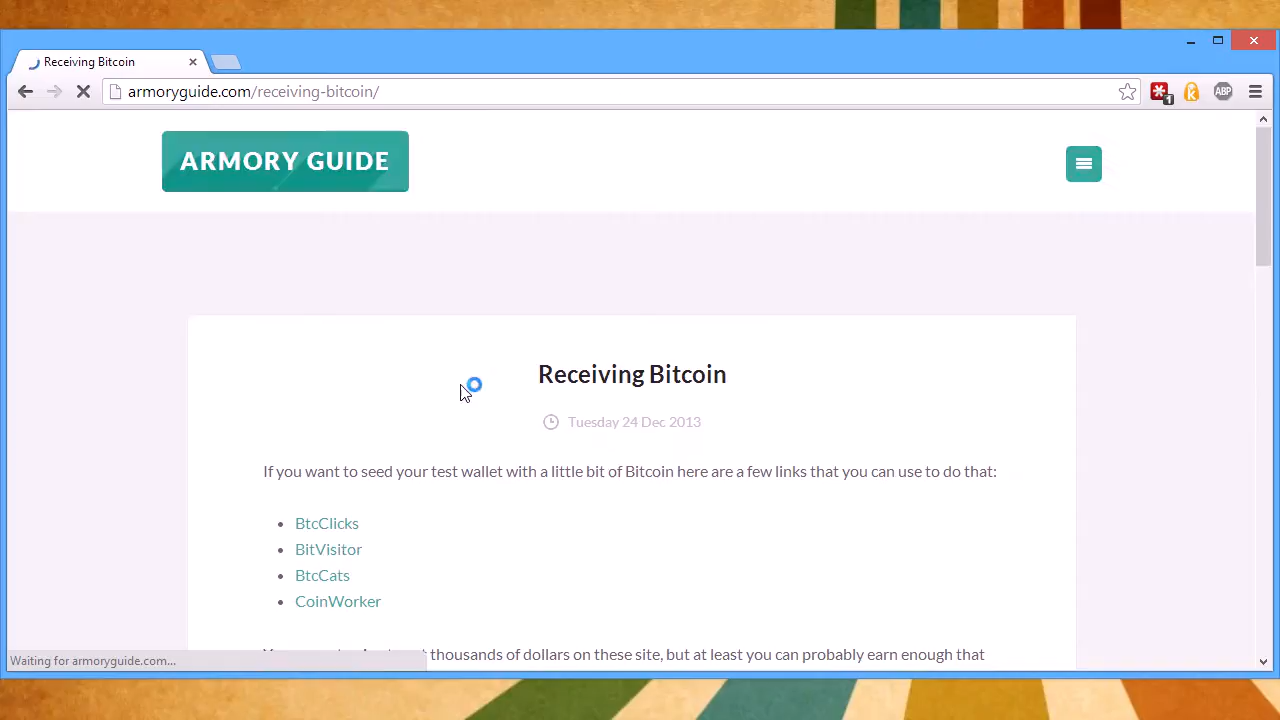 Receiving Bitcoin
armoryguide.com/receiving-bitcoin/
1
ABP
ARMORY GUIDE
Receiving Bitcoin
Tuesday 24 Dec 2013
If you want to seed your test wallet with a little bit of Bitcoin here are a few links that you can use to do that:
BtcClicks
BitVisitor
BtcCats
CoinWorker
thousands of dollars on these site, but at least you can probably earn enough that
Waiting for armoryguide.com...